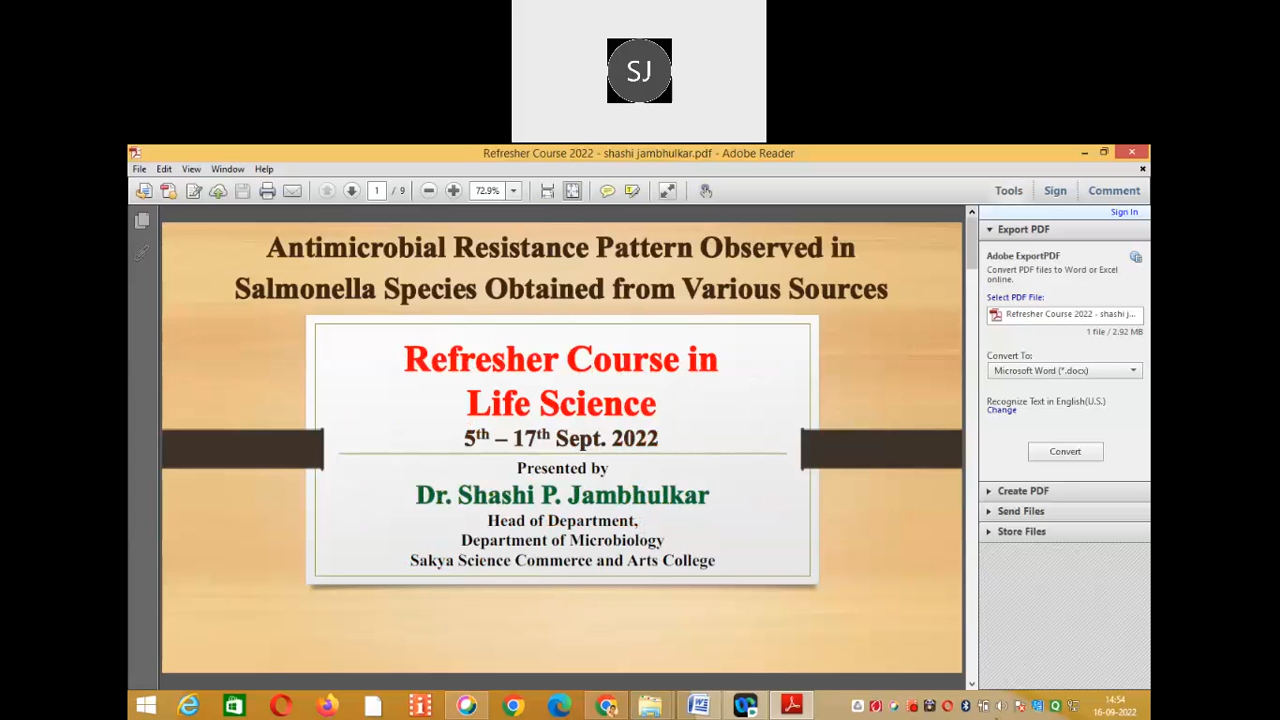 SJ
Refresher Course 2022 - shashi jambhulkar.pdf - Adobe Reader
File Edit View Window Help
1 / 9 72.9% Tools Sign Comment
Sign In
Antimicrobial Resistance Pattern Observed in
Salmonella Species Obtained from Various Sources
Refresher Course in
Life Science
5th – 17th Sept. 2022
Presented by
Dr. Shashi P. Jambhulkar
Head of Department,
Department of Microbiology
Sakya Science Commerce and Arts College
Export PDF
Adobe ExportPDF
Convert PDF files to Word or Excel
online.
Select PDF File:
Refresher Course 2022 - shashi j...
1 file / 2.92 MB
Convert To:
Microsoft Word (*.docx)
Recognize Text in English(U.S.)
Change
Convert
Create PDF
Send Files
Store Files
14:54
16-09-2022